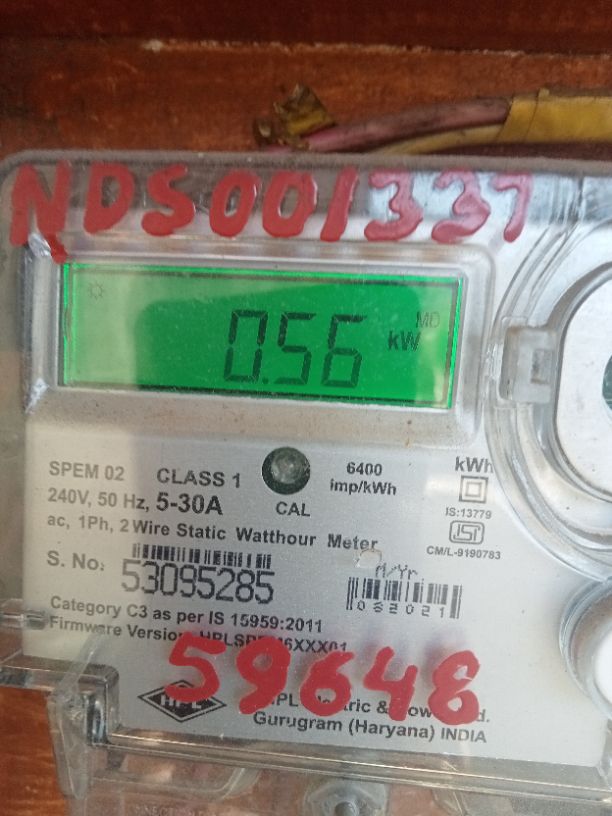 NDS001337
MD
0.56 kW
SPEM 02 CLASS 1
240V, 50 Hz, 5-30A
ac, 1Ph, 2 Wire Static Watthour Meter
CAL
6400
imp/kWh
kWh
IS:13779
CM/L-9190783
S. No: 53095285
M/Yr
032021
Category C3 as per IS 15959:2011
Firmware Version
59648
HPL
Gurugram (Haryana) INDIA